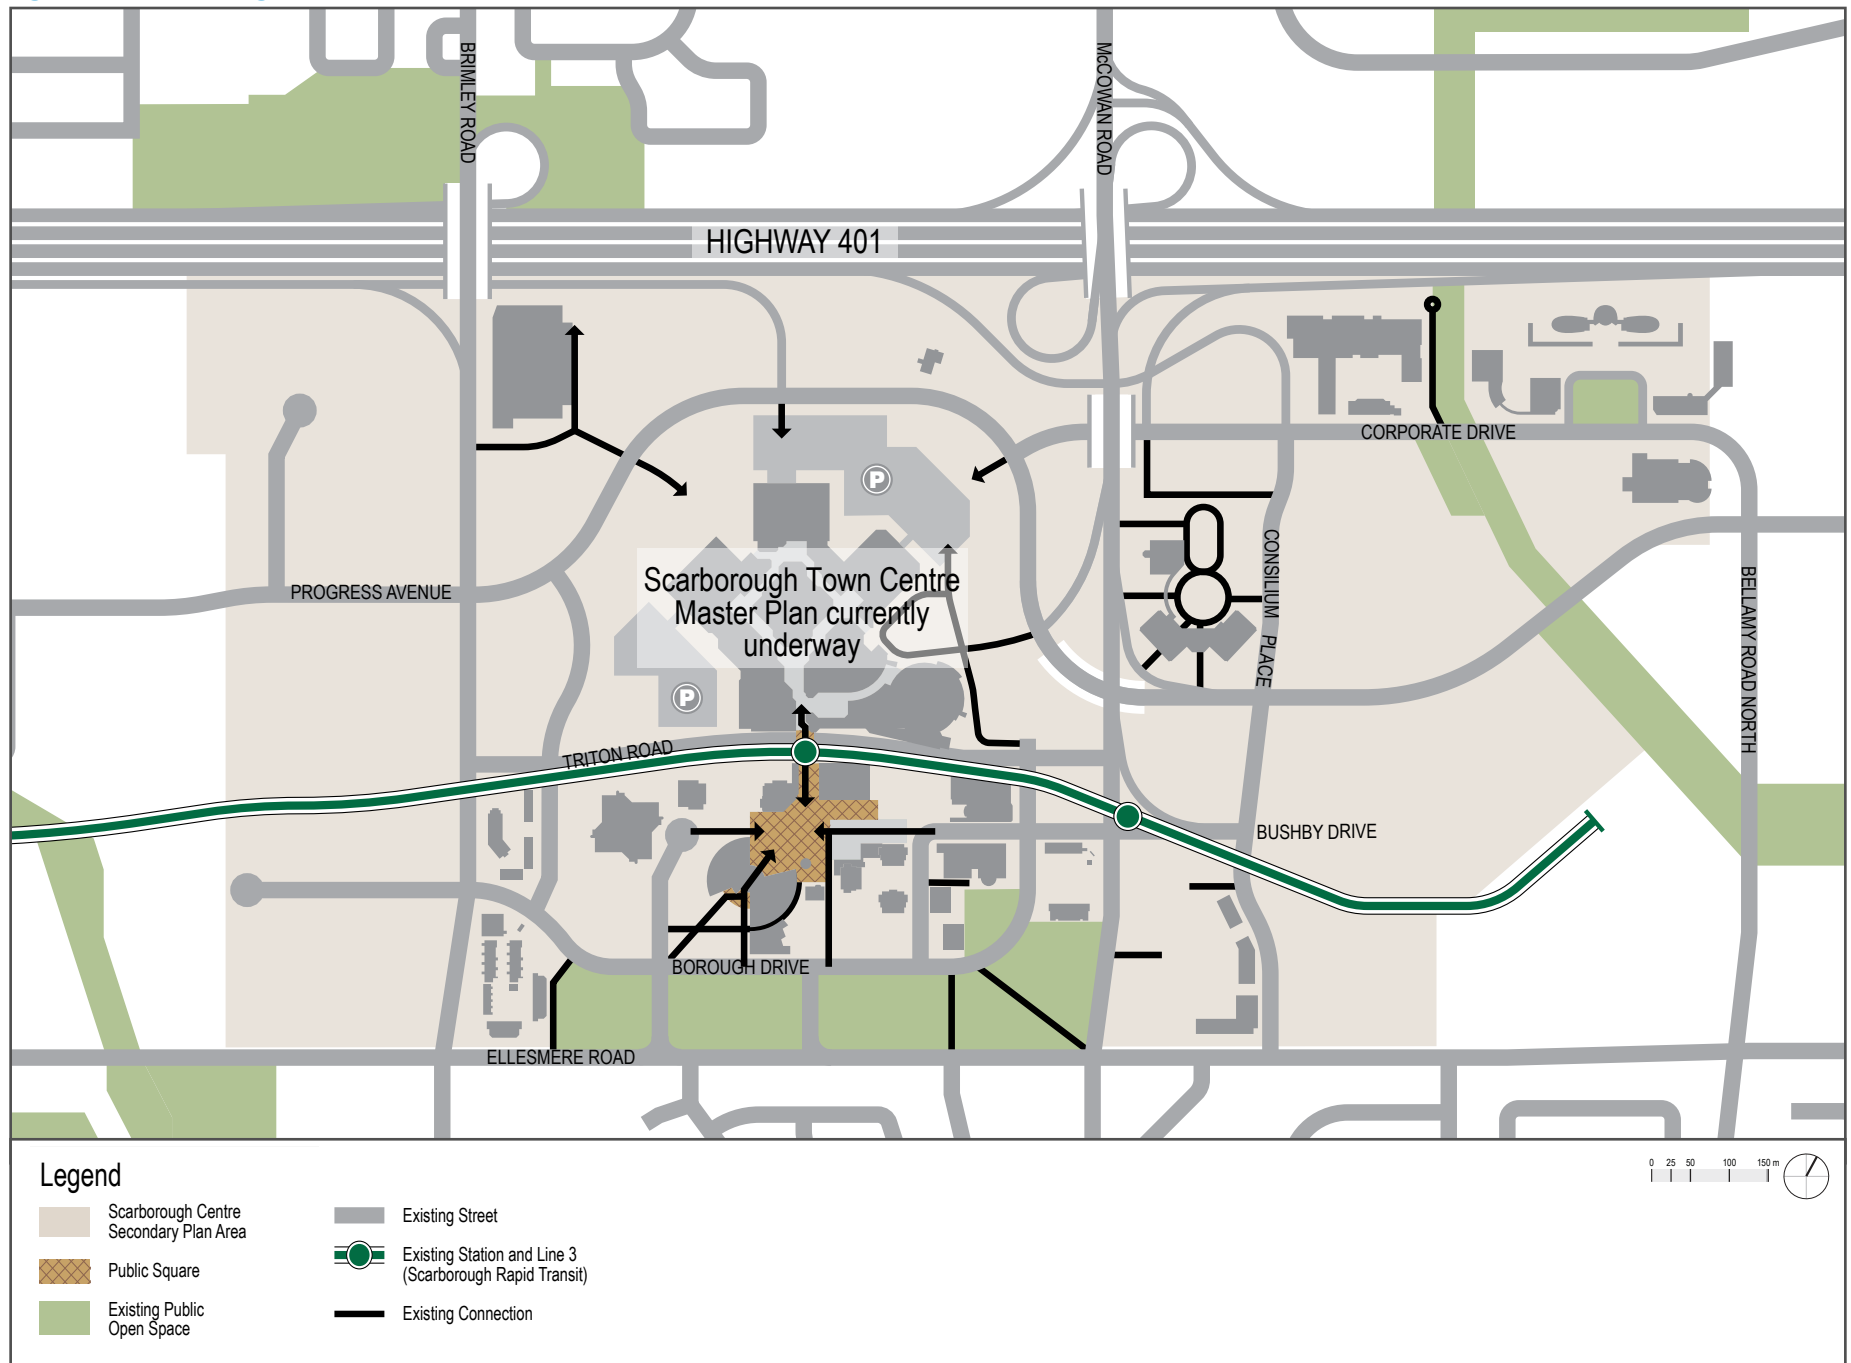 BRIMLEY ROAD
McCOWAN ROAD
HIGHWAY 401
CORPORATE DRIVE
P
CONSILIUM PLACE
BELLAMY ROAD NORTH
PROGRESS AVENUE
Scarborough Town Centre
Master Plan currently
underway
P
TRITON ROAD
BUSHBY DRIVE
BOROUGH DRIVE
ELLESMERE ROAD
Legend
Scarborough Centre
Secondary Plan Area
Public Square
Existing Public
Open Space
Existing Street
Existing Station and Line 3
(Scarborough Rapid Transit)
Existing Connection
0 25 50 100 150 m